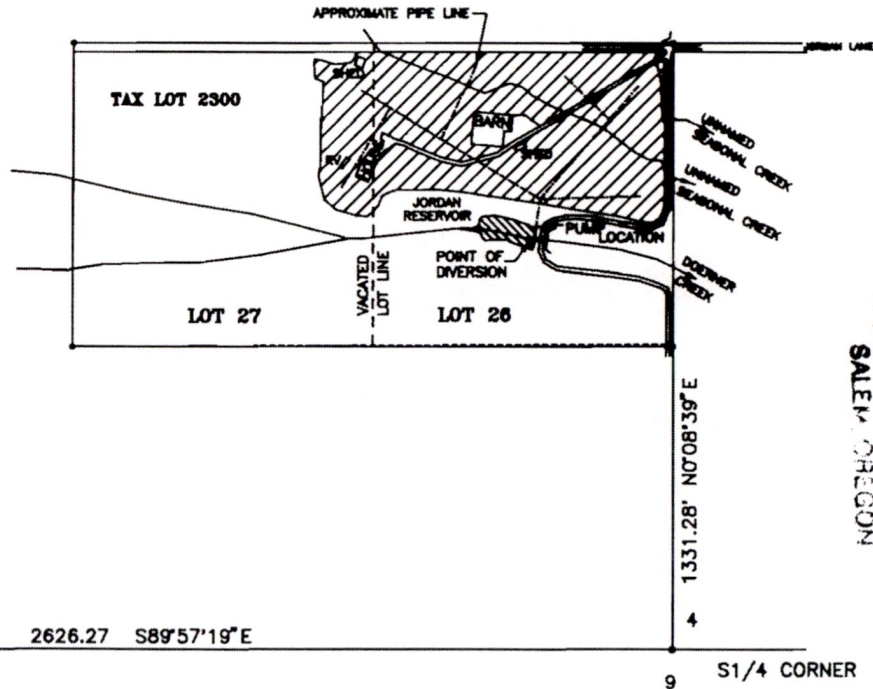 APPROXIMATE PIPE LINE
JORDAN LANE
SHED
TAX LOT 2300
BARN
UNNAMED
SEASONAL CREEK
SHED
RV
UNNAMED
SEASONAL CREEK
JORDAN
RESERVOIR
PUMP LOCATION
POINT OF
DIVERSION
DOERNER
CREEK
VACATED
LOT LINE
LOT 27
LOT 26
SALEM, OREGON
1331.28' N0°08'39"E
2626.27 S89°57'19"E
4
9
S1/4 CORNER